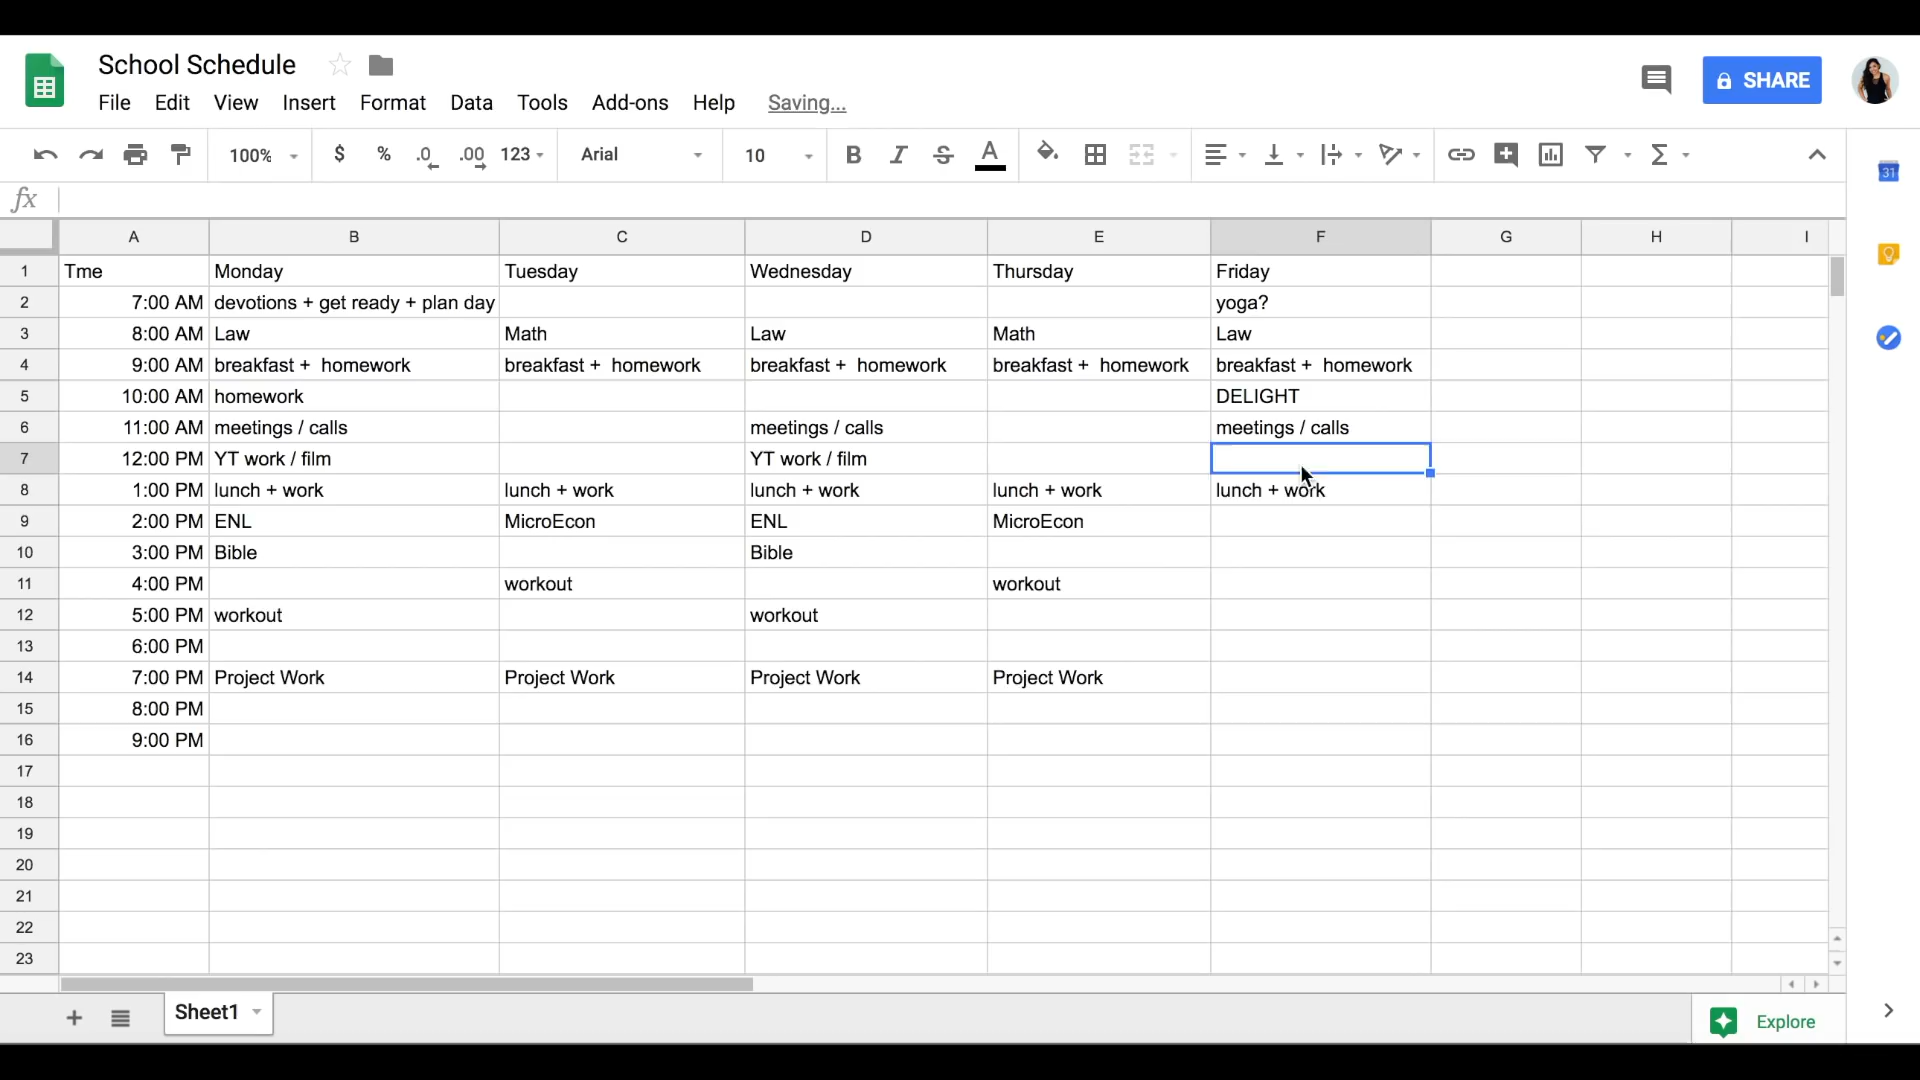 School Schedule
File Edit View Insert Format Data Tools Add-ons Help Saving...
SHARE
100% $ % .0 .00 123 Arial 10 B I S A Σ
31
fx
A B C D E F G H I
1 Tme Monday Tuesday Wednesday Thursday Friday
2 7:00 AM devotions + get ready + plan day yoga?
3 8:00 AM Law Math Law Math Law
4 9:00 AM breakfast + homework breakfast + homework breakfast + homework breakfast + homework breakfast + homework
5 10:00 AM homework DELIGHT
6 11:00 AM meetings / calls meetings / calls meetings / calls
7 12:00 PM YT work / film YT work / film
8 1:00 PM lunch + work lunch + work lunch + work lunch + work lunch + work
9 2:00 PM ENL MicroEcon ENL MicroEcon
10 3:00 PM Bible Bible
11 4:00 PM workout workout
12 5:00 PM workout workout
13 6:00 PM
14 7:00 PM Project Work Project Work Project Work Project Work
15 8:00 PM
16 9:00 PM
17
18
19
20
21
22
23
Sheet1
Explore